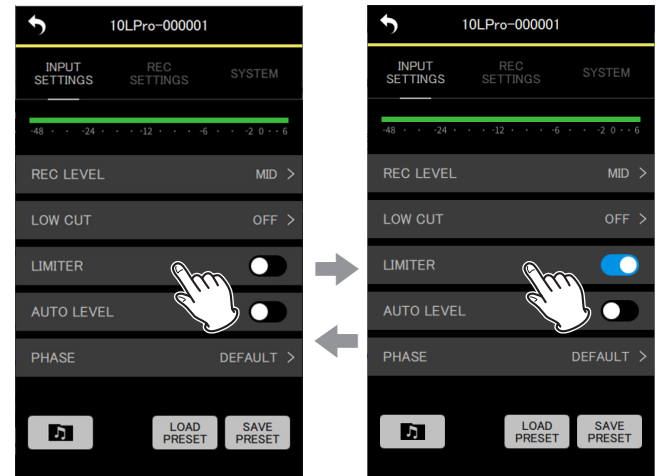 10LPro-000001
INPUT SETTINGS
REC SETTINGS
SYSTEM
-48 · · -24 · · · -12 · · · · -6 · · -2 0 · · 6
REC LEVEL MID >
LOW CUT OFF >
LIMITER
AUTO LEVEL
PHASE DEFAULT >
LOAD PRESET
SAVE PRESET
10LPro-000001
INPUT SETTINGS
REC SETTINGS
SYSTEM
-48 · · -24 · · · -12 · · · · -6 · · -2 0 · · 6
REC LEVEL MID >
LOW CUT OFF >
LIMITER
AUTO LEVEL
PHASE DEFAULT >
LOAD PRESET
SAVE PRESET